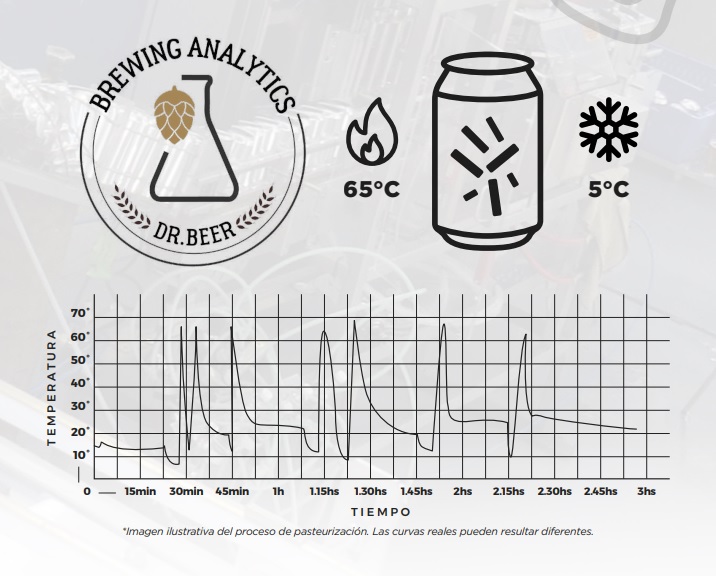 BREWING ANALYTICS
DR.BEER
65°C
5°C
TEMPERATURA
70°
60°
50°
40°
30°
20°
10°
0 — 15min 30min 45min 1h 1.15hs 1.30hs 1.45hs 2hs 2.15hs 2.30hs 2.45hs 3hs
TIEMPO
*Imagen ilustrativa del proceso de pasteurización. Las curvas reales pueden resultar diferentes.